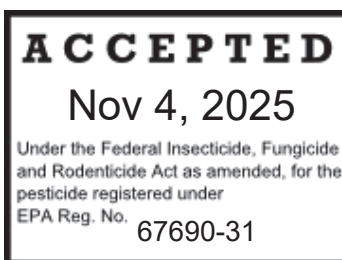 ACCEPTED
Nov 4, 2025
Under the Federal Insecticide, Fungicide
and Rodenticide Act as amended, for the
pesticide registered under
EPA Reg. No. 67690-31